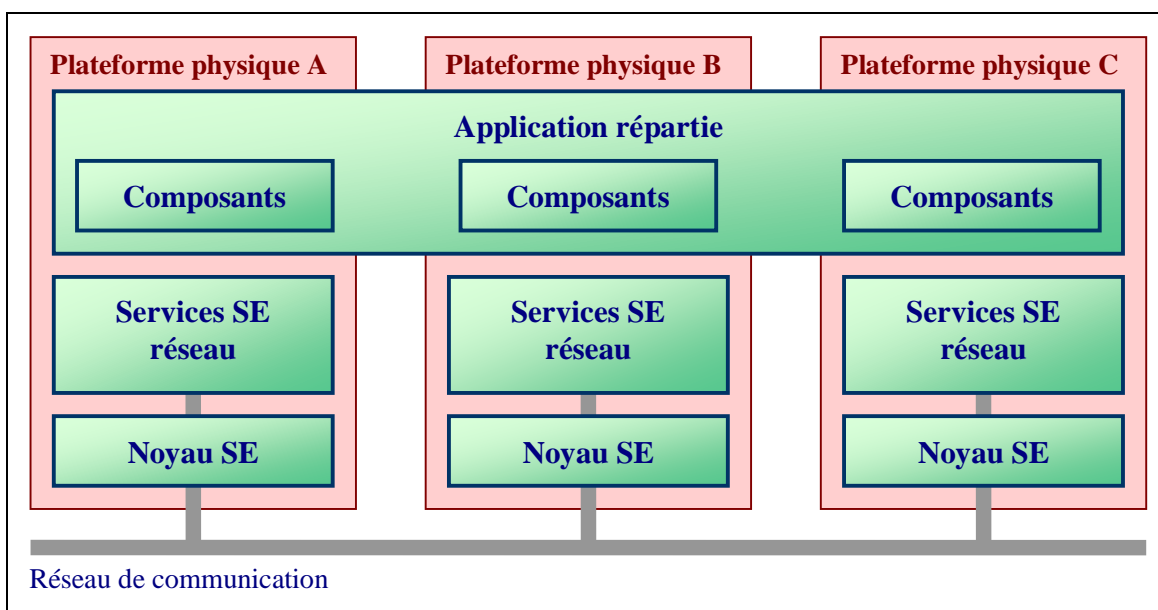 Plateforme physique A
Plateforme physique B
Plateforme physique C
Application répartie
Composants
Composants
Composants
Services SE
réseau
Services SE
réseau
Services SE
réseau
Noyau SE
Noyau SE
Noyau SE
Réseau de communication